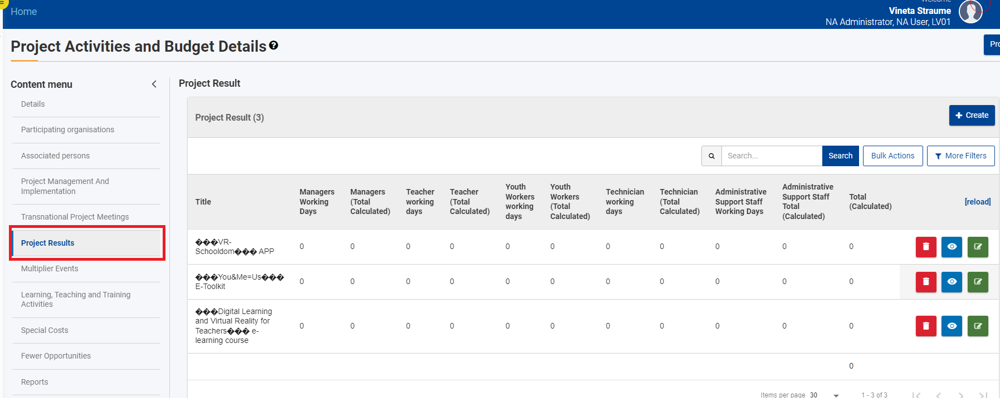 Home
Welcome
Vineta Straume
NA Administrator, NA User, LV01
Project Activities and Budget Details
Pro
Content menu
Details
Participating organisations
Associated persons
Project Management And
Implementation
Transnational Project Meetings
Project Results
Multiplier Events
Learning, Teaching and Training
Activities
Special Costs
Fewer Opportunities
Reports
Project Result
Project Result (3)
+ Create
Search...
Search
Bulk Actions
More Filters
Title
Managers
Working
Days
Managers
(Total
Calculated)
Teacher
working
days
Teacher
(Total
Calculated)
Youth
Workers
working
days
Youth
Workers
(Total
Calculated)
Technician
working
days
Technician
(Total
Calculated)
Administrative
Support Staff
Working Days
Administrative
Support Staff
Total
(Calculated)
Total
(Calculated)
[reload]
���VR-
Schooldom��� APP
0 0 0 0 0 0 0 0 0 0 0
���You&Me=Us���
E-Toolkit
0 0 0 0 0 0 0 0 0 0 0
���Digital Learning
and Virtual Reality for
Teachers��� e-
learning course
0 0 0 0 0 0 0 0 0 0 0
0
Items per page 30
1 - 3 of 3